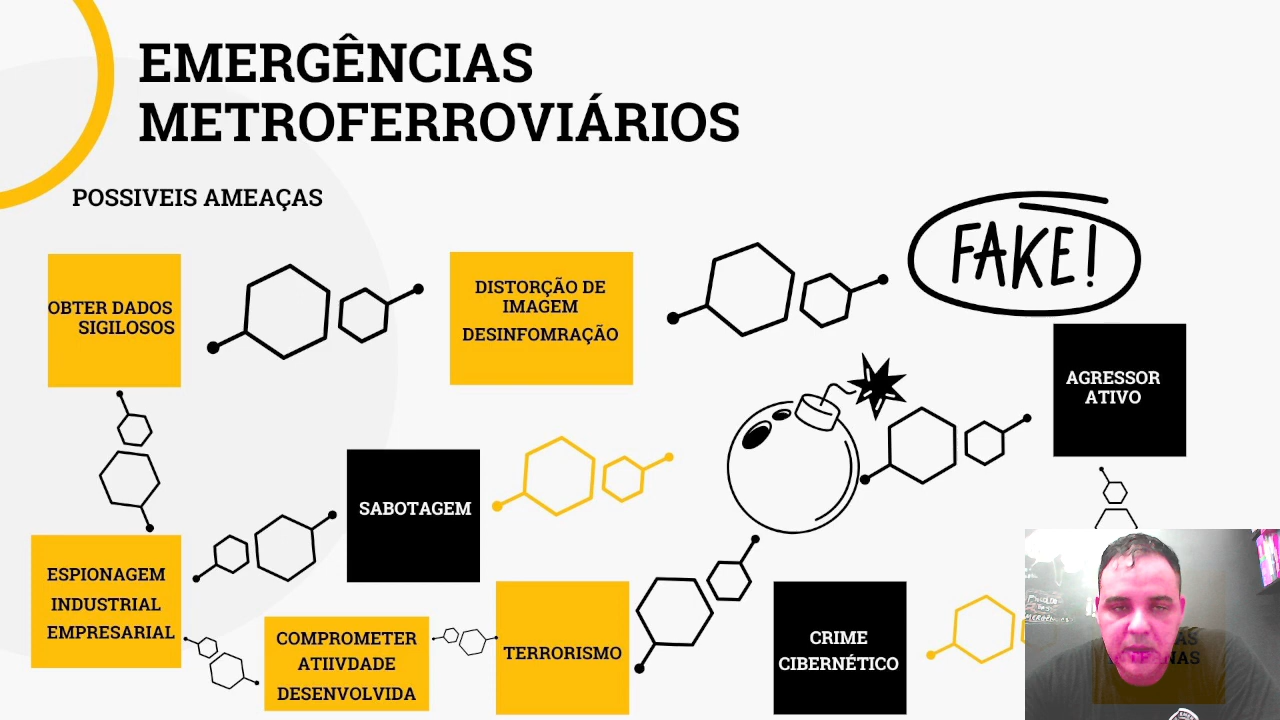 EMERGÊNCIAS
METROFERROVIÁRIOS
POSSIVEIS AMEAÇAS
FAKE!
OBTER DADOS
SIGILOSOS
DISTORÇÃO DE
IMAGEM
DESINFOMRAÇÃO
AGRESSOR
ATIVO
SABOTAGEM
ESPIONAGEM
INDUSTRIAL
EMPRESARIAL
COMPROMETER
ATIIVDADE
DESENVOLVIDA
TERRORISMO
CRIME
CIBERNÉTICO